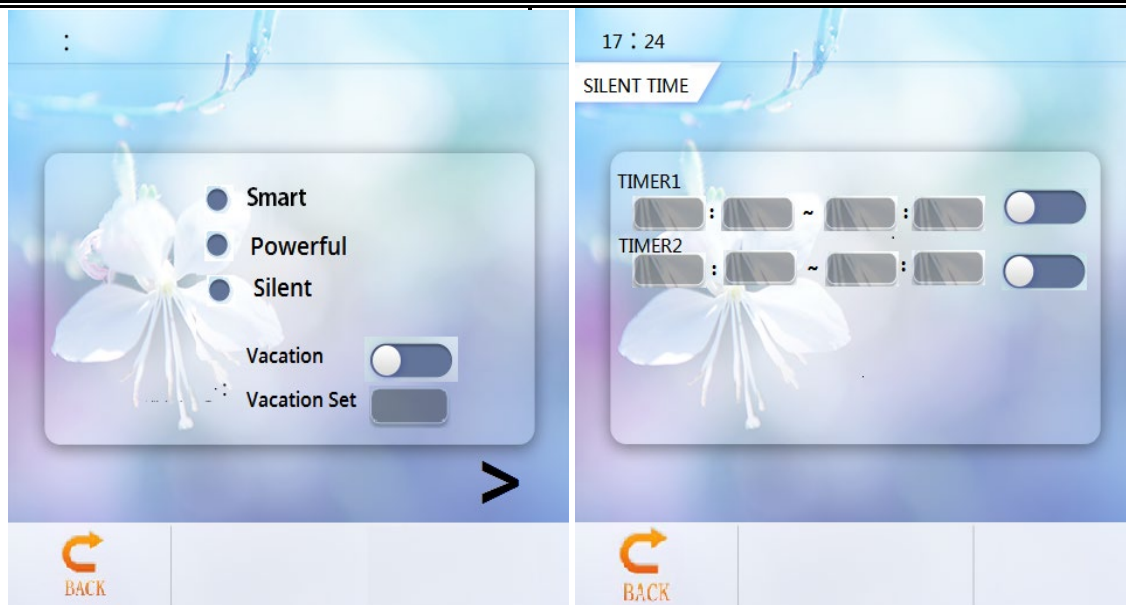 :
Smart
Powerful
Silent
Vacation
Vacation Set
>
BACK
17 : 24
SILENT TIME
TIMER1
: ~ :
TIMER2
: ~ :
BACK